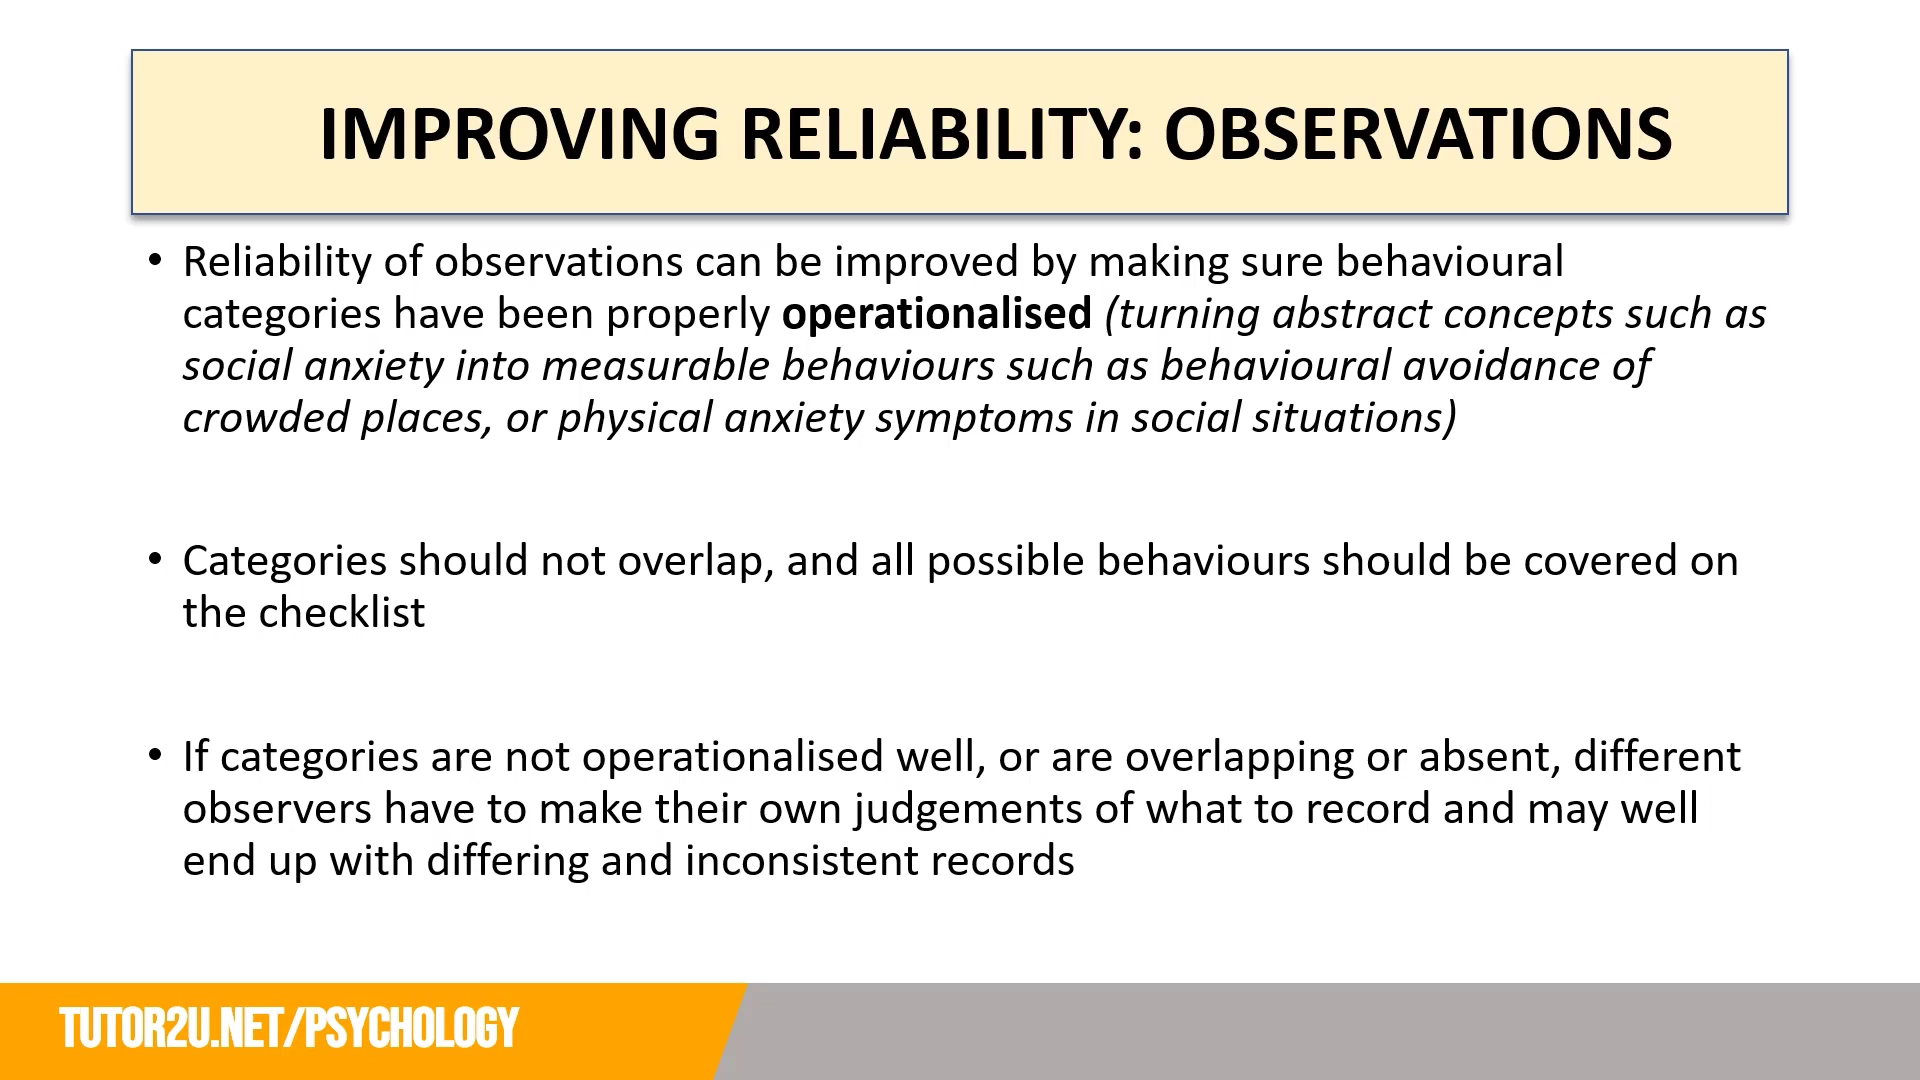 IMPROVING RELIABILITY: OBSERVATIONS
• Reliability of observations can be improved by making sure behavioural
categories have been properly operationalised (turning abstract concepts such as
social anxiety into measurable behaviours such as behavioural avoidance of
crowded places, or physical anxiety symptoms in social situations)
• Categories should not overlap, and all possible behaviours should be covered on
the checklist
• If categories are not operationalised well, or are overlapping or absent, different
observers have to make their own judgements of what to record and may well
end up with differing and inconsistent records
TUTOR2U.NET/PSYCHOLOGY